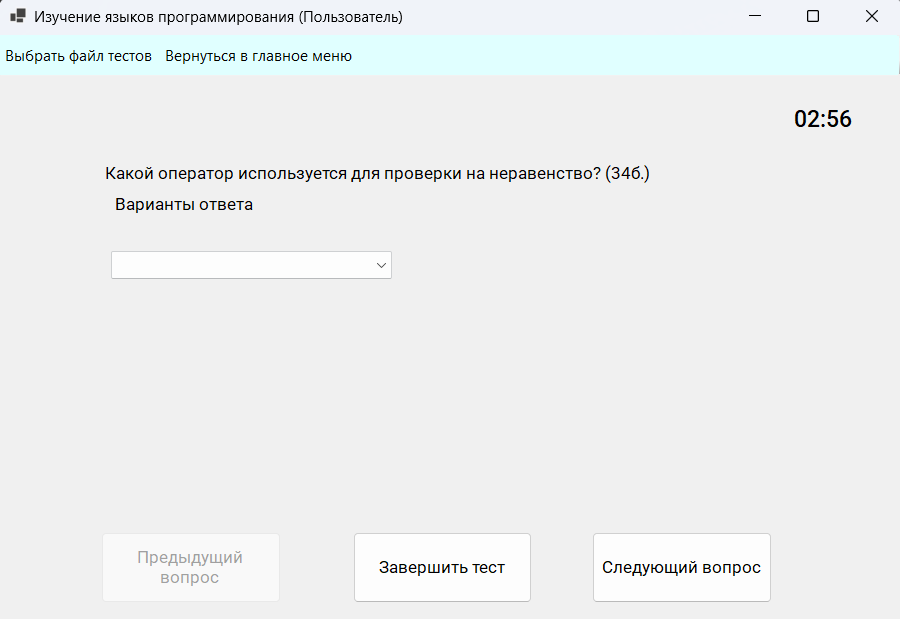 Изучение языков программирования (Пользователь)
Выбрать файл тестов Вернуться в главное меню
02:56
Какой оператор используется для проверки на неравенство? (34б.)
Варианты ответа
Предыдущий
вопрос
Завершить тест
Следующий вопрос